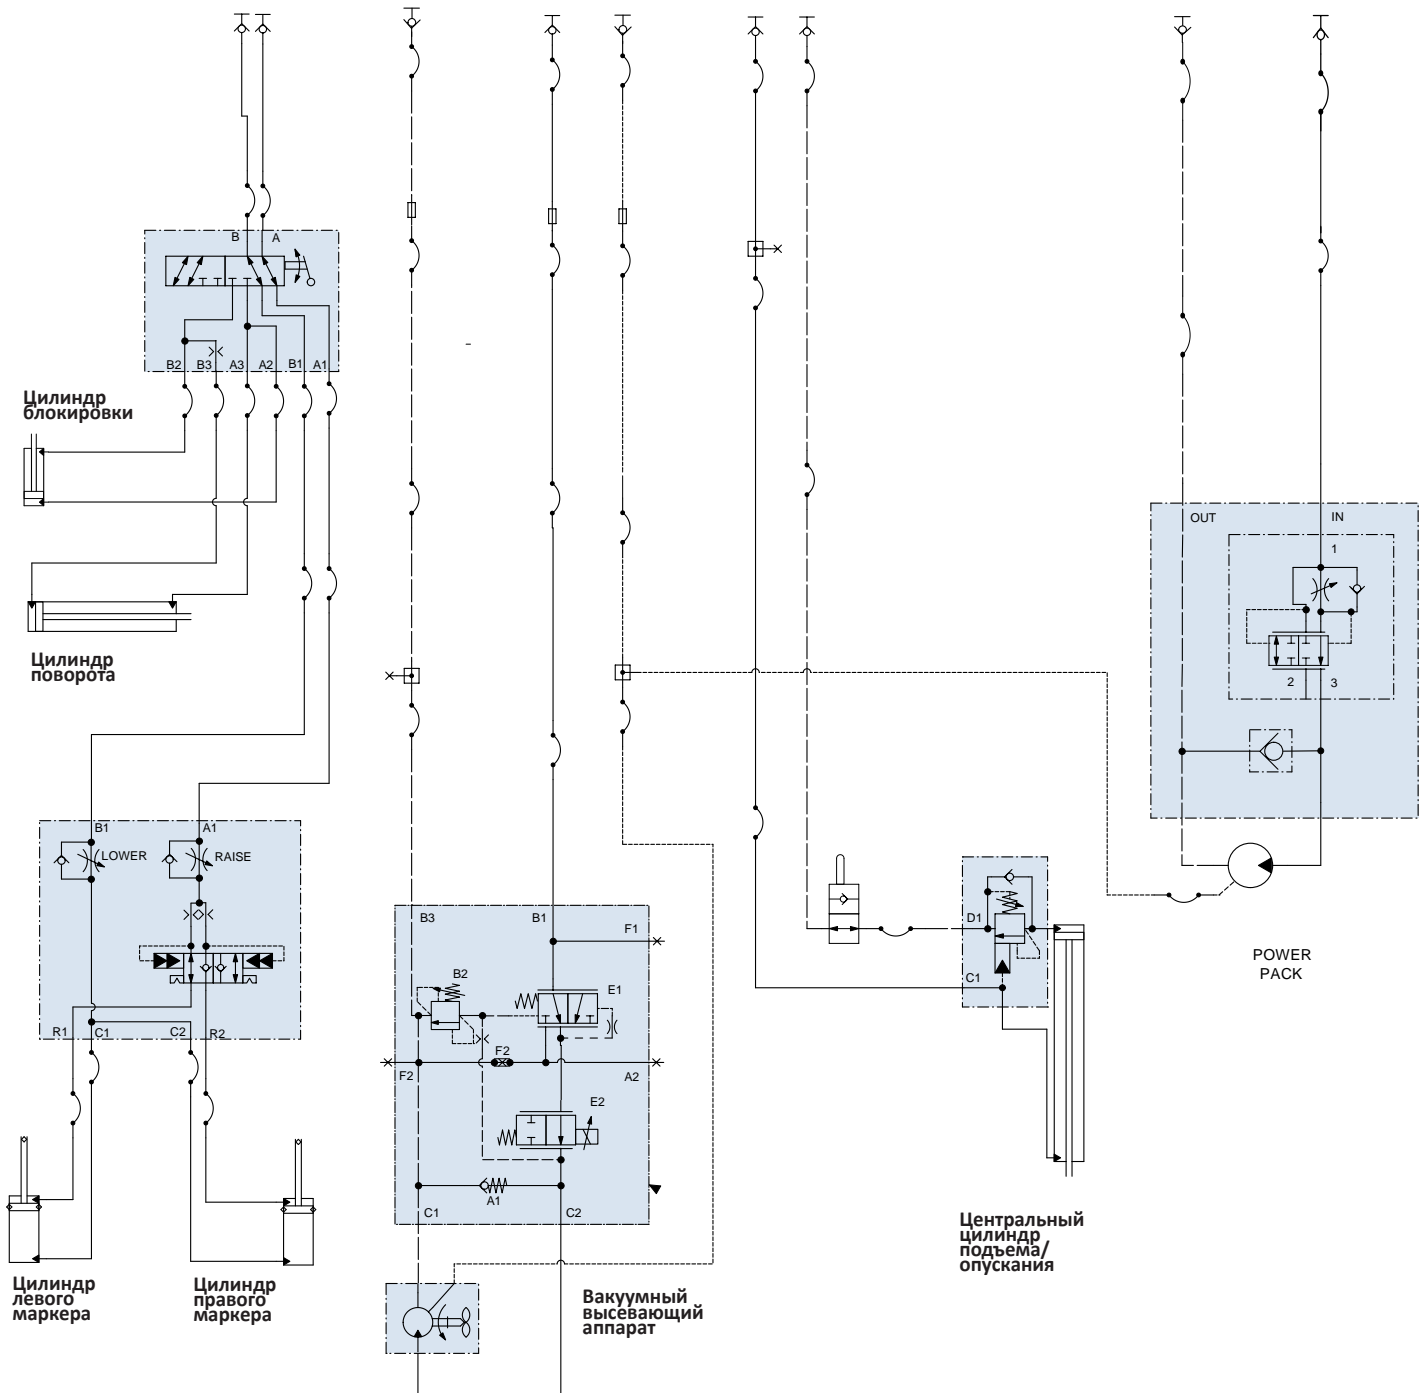 B A
B2 B3 A3 A2 B1 A1
Цилиндр
блокировки
Цилиндр
поворота
OUT IN
1
2 3
B1 A1
LOWER RAISE
R1 C1 C2 R2
B3 B1
F1
B2 E1
F2
F2 A2
E2
A1
C1 C2
D1
C1
POWER
PACK
Цилиндр
левого
маркера
Цилиндр
правого
маркера
Вакуумный
высевающий
аппарат
Центральный
цилиндр
подъема/
опускания